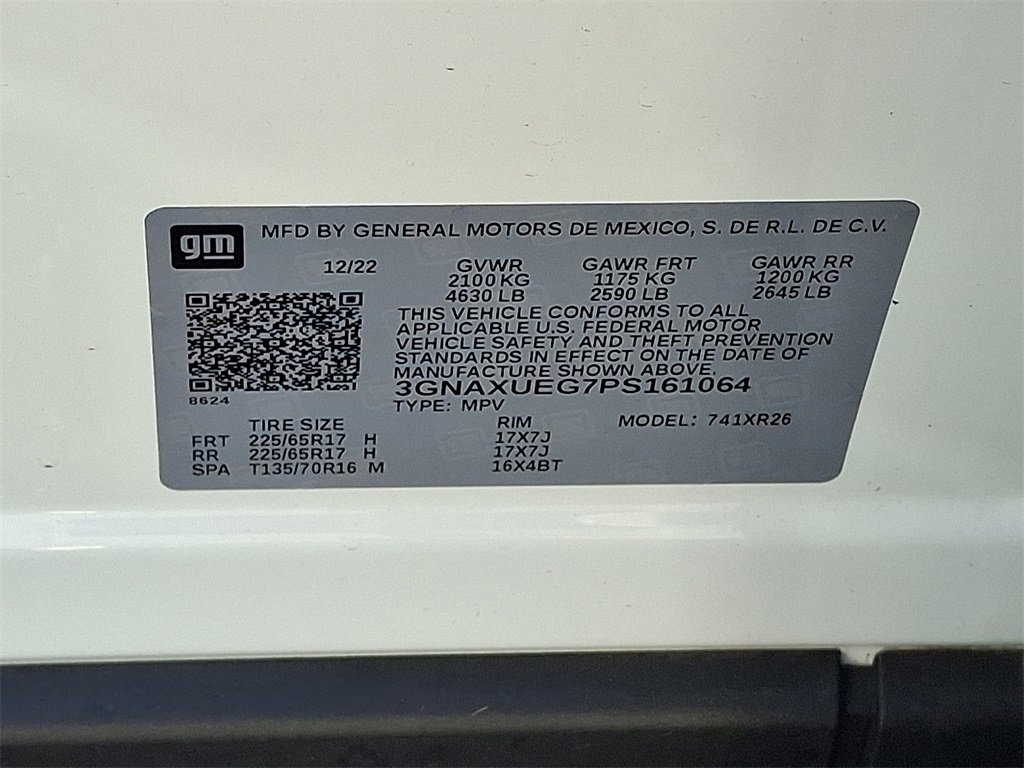 gm MFD BY GENERAL MOTORS DE MEXICO, S. DE R.L. DE C.V.
12/22 GVWR GAWR FRT GAWR RR
2100 KG 1175 KG 1200 KG
4630 LB 2590 LB 2645 LB
THIS VEHICLE CONFORMS TO ALL
APPLICABLE U.S. FEDERAL MOTOR
VEHICLE SAFETY AND THEFT PREVENTION
STANDARDS IN EFFECT ON THE DATE OF
MANUFACTURE SHOWN ABOVE.
3GNAXUEG7PS161064
8624
TYPE: MPV
TIRE SIZE RIM MODEL: 741XR26
FRT 225/65R17 H 17X7J
RR 225/65R17 H 17X7J
SPA T135/70R16 M 16X4BT